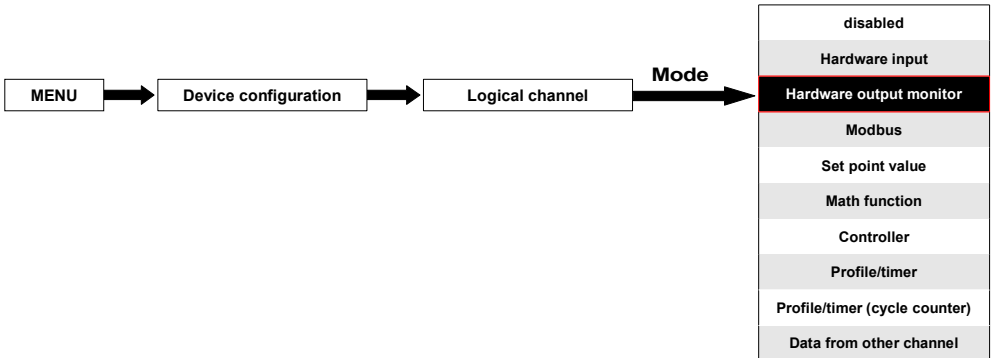 disabled
Hardware input
Mode
MENU
Device configuration
Logical channel
Hardware output monitor
Modbus
Set point value
Math function
Controller
Profile/timer
Profile/timer (cycle counter)
Data from other channel